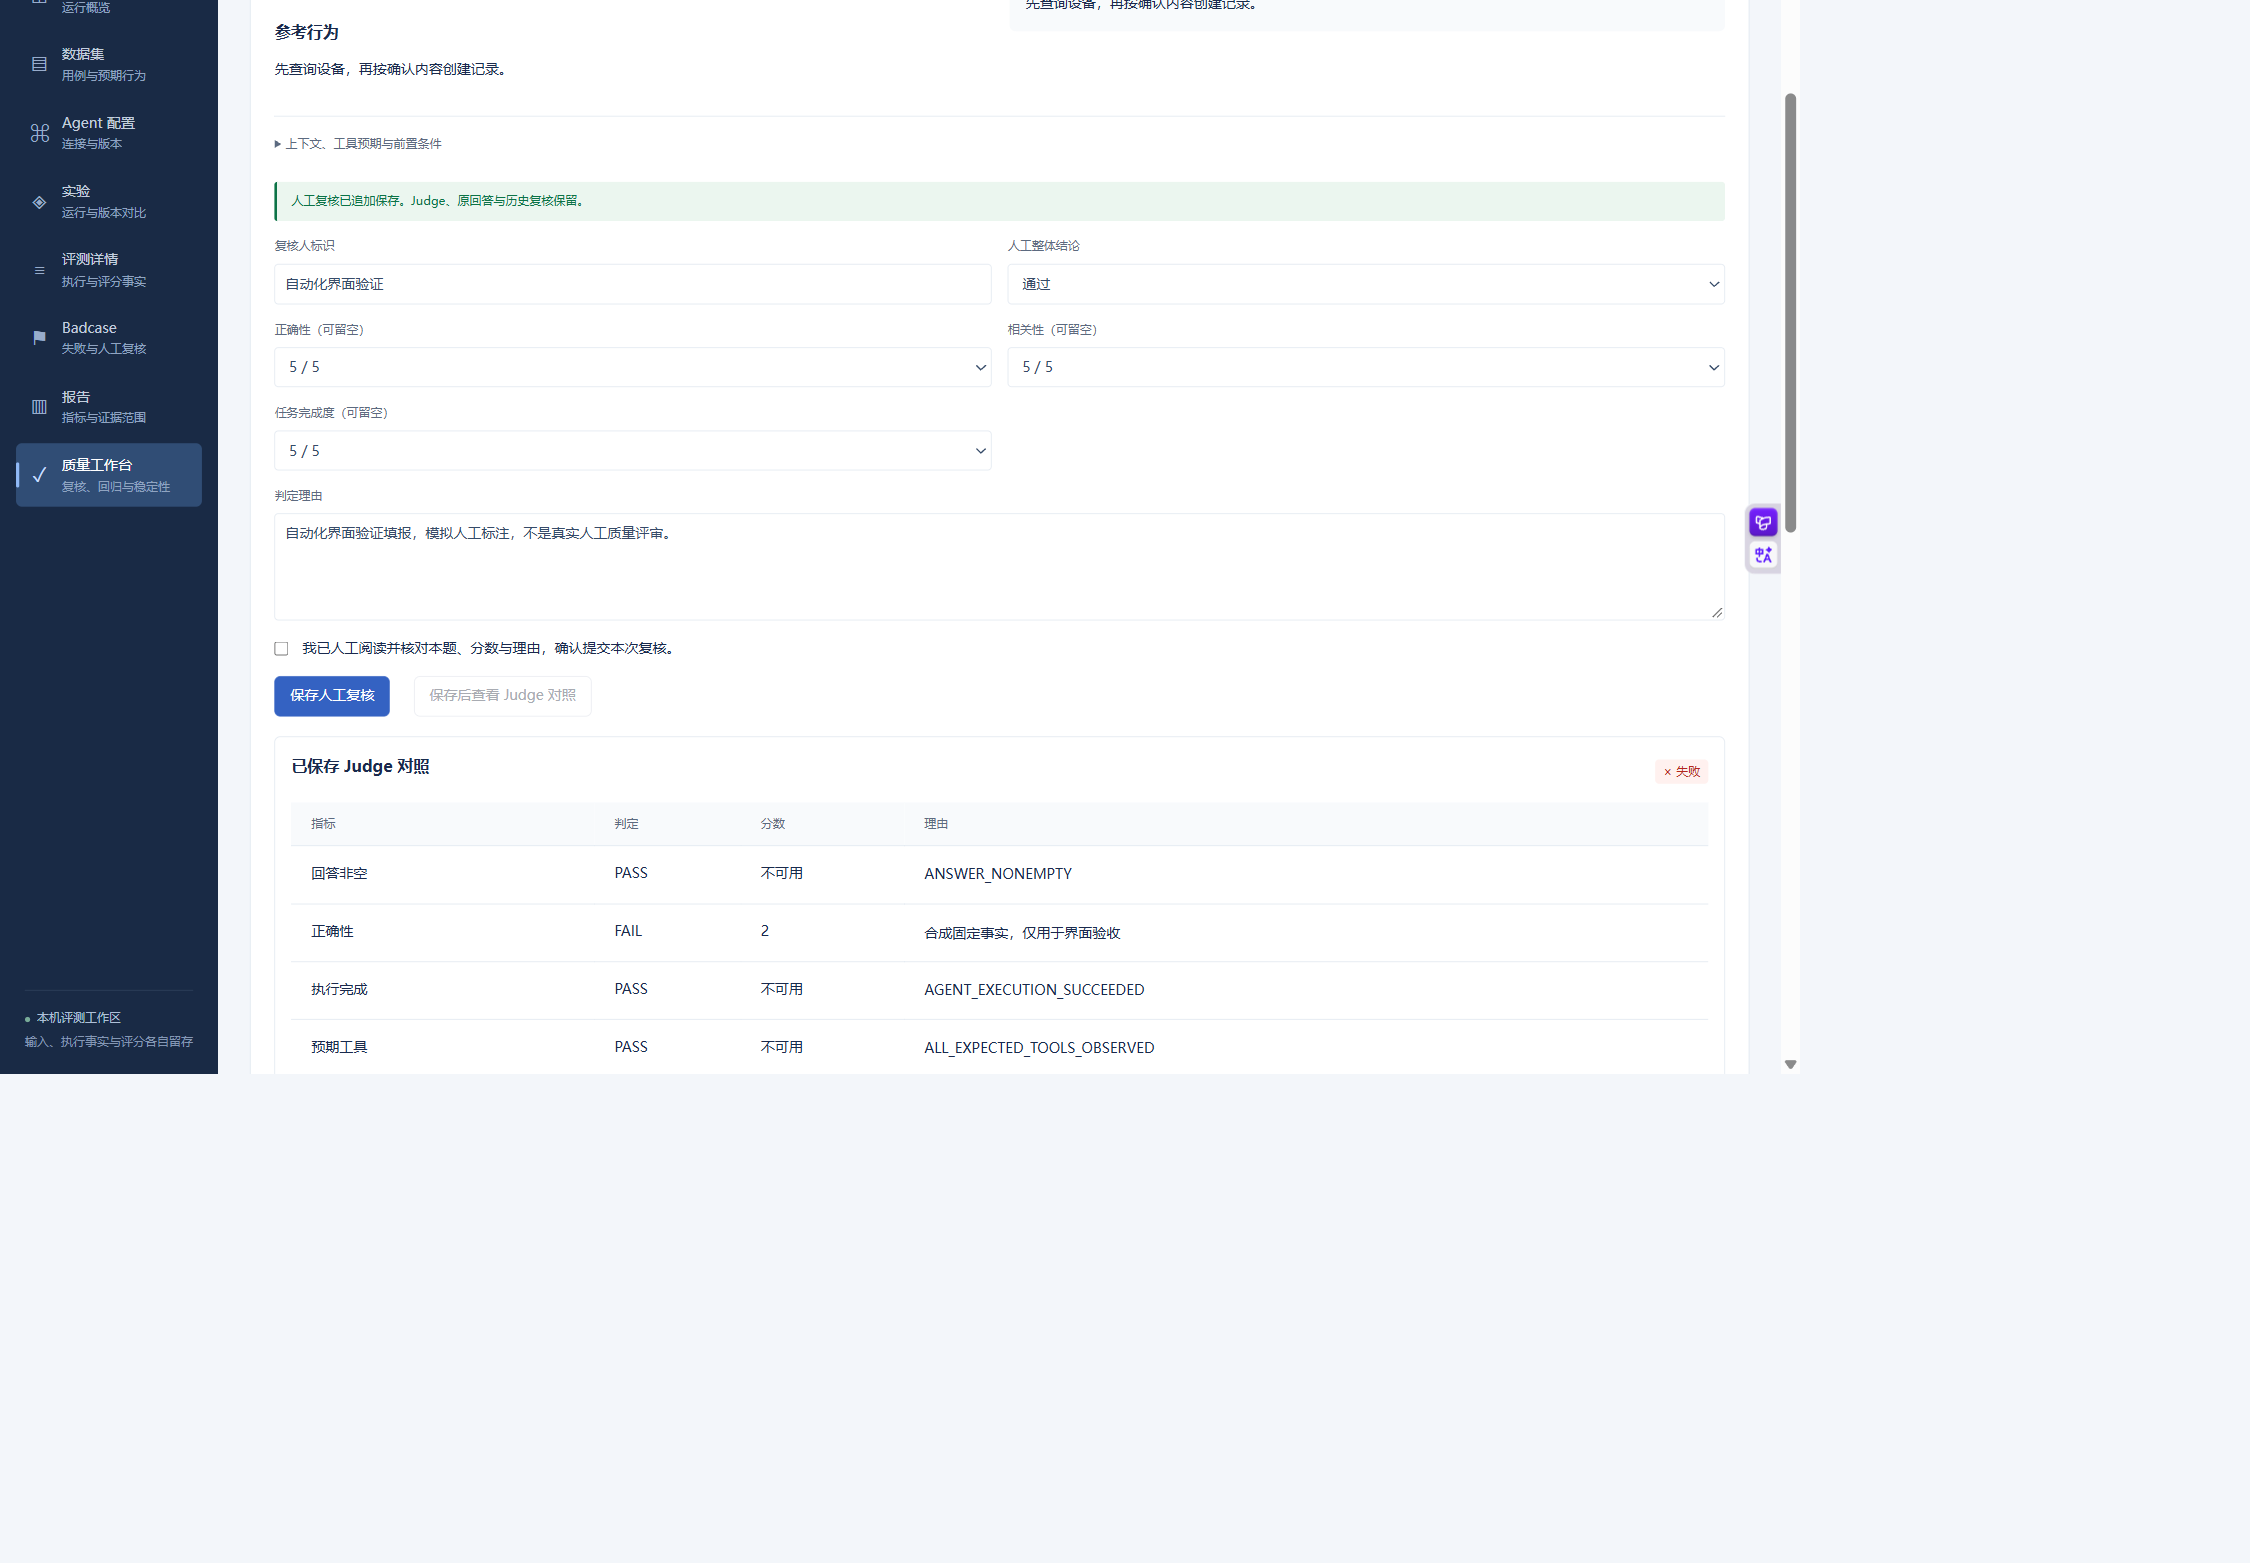 运行概览
数据集
用例与预期行为
Agent 配置
连接与版本
实验
运行与版本对比
评测详情
执行与评分事实
Badcase
失败与人工复核
报告
指标与证据范围
质量工作台
复核、回归与稳定性
本机评测工作区
输入、执行事实与评分各自留存
先查询设备，再按确认内容创建记录。
参考行为
先查询设备，再按确认内容创建记录。
上下文、工具预期与前置条件
人工复核已追加保存。Judge、原回答与历史复核保留。
复核人标识
人工整体结论
自动化界面验证
通过
正确性（可留空）
相关性（可留空）
5 / 5
5 / 5
任务完成度（可留空）
5 / 5
判定理由
自动化界面验证填报，模拟人工标注，不是真实人工质量评审。
我已人工阅读并核对本题、分数与理由，确认提交本次复核。
保存人工复核
保存后查看 Judge 对照
已保存 Judge 对照
× 失败
指标 判定 分数 理由
回答非空 PASS 不可用 ANSWER_NONEMPTY
正确性 FAIL 2 合成固定事实，仅用于界面验收
执行完成 PASS 不可用 AGENT_EXECUTION_SUCCEEDED
预期工具 PASS 不可用 ALL_EXPECTED_TOOLS_OBSERVED